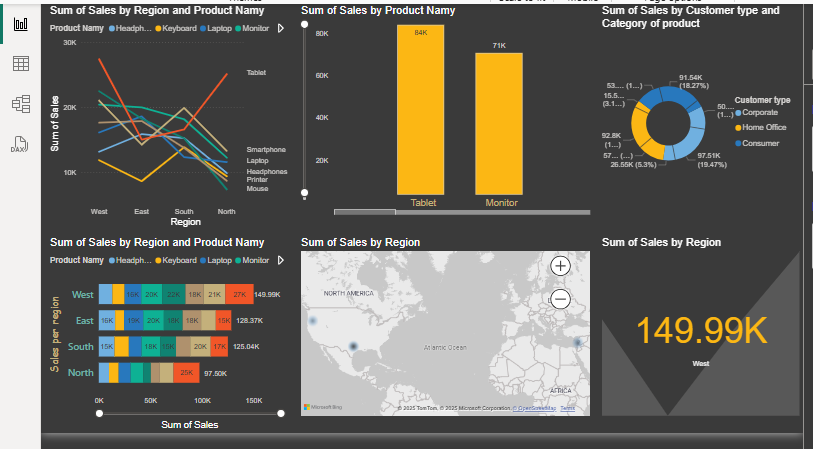 Sum of Sales by Region and Product Namy
Product Namy Headph... Keyboard Laptop Monitor
30K
20K
10K
Sum of Sales
Tablet
Smartphone
Laptop
Headphones
Printer
Mouse
West East South North
Region
Sum of Sales by Product Namy
80K
60K
40K
20K
84K
71K
Tablet Monitor
Sum of Sales by Customer type and
Category of product
53.... (...)
15.5...
(3.1...)
91.54K
(18.27%)
50....
(1...)
92.8K
(1...)
57... (...)
26.55K (5.3%)
97.51K
(19.47%)
Customer type
Corporate
Home Office
Consumer
Sum of Sales by Region and Product Namy
Product Namy Headph... Keyboard Laptop Monitor
Sales per region
West 16K 20K 22K 18K 21K 27K 149.99K
East 16K 19K 20K 18K 18K 15K 128.37K
South 15K 18K 15K 20K 17K 125.04K
North 25K 97.50K
0K 50K 100K 150K
Sum of Sales
Sum of Sales by Region
NORTH AMERICA
Atlantic Ocean
AFRICA
Microsoft Bing
© 2025 TomTom, © 2025 Microsoft Corporation, © OpenStreetMap Terms
Sum of Sales by Region
149.99K
West
DAX